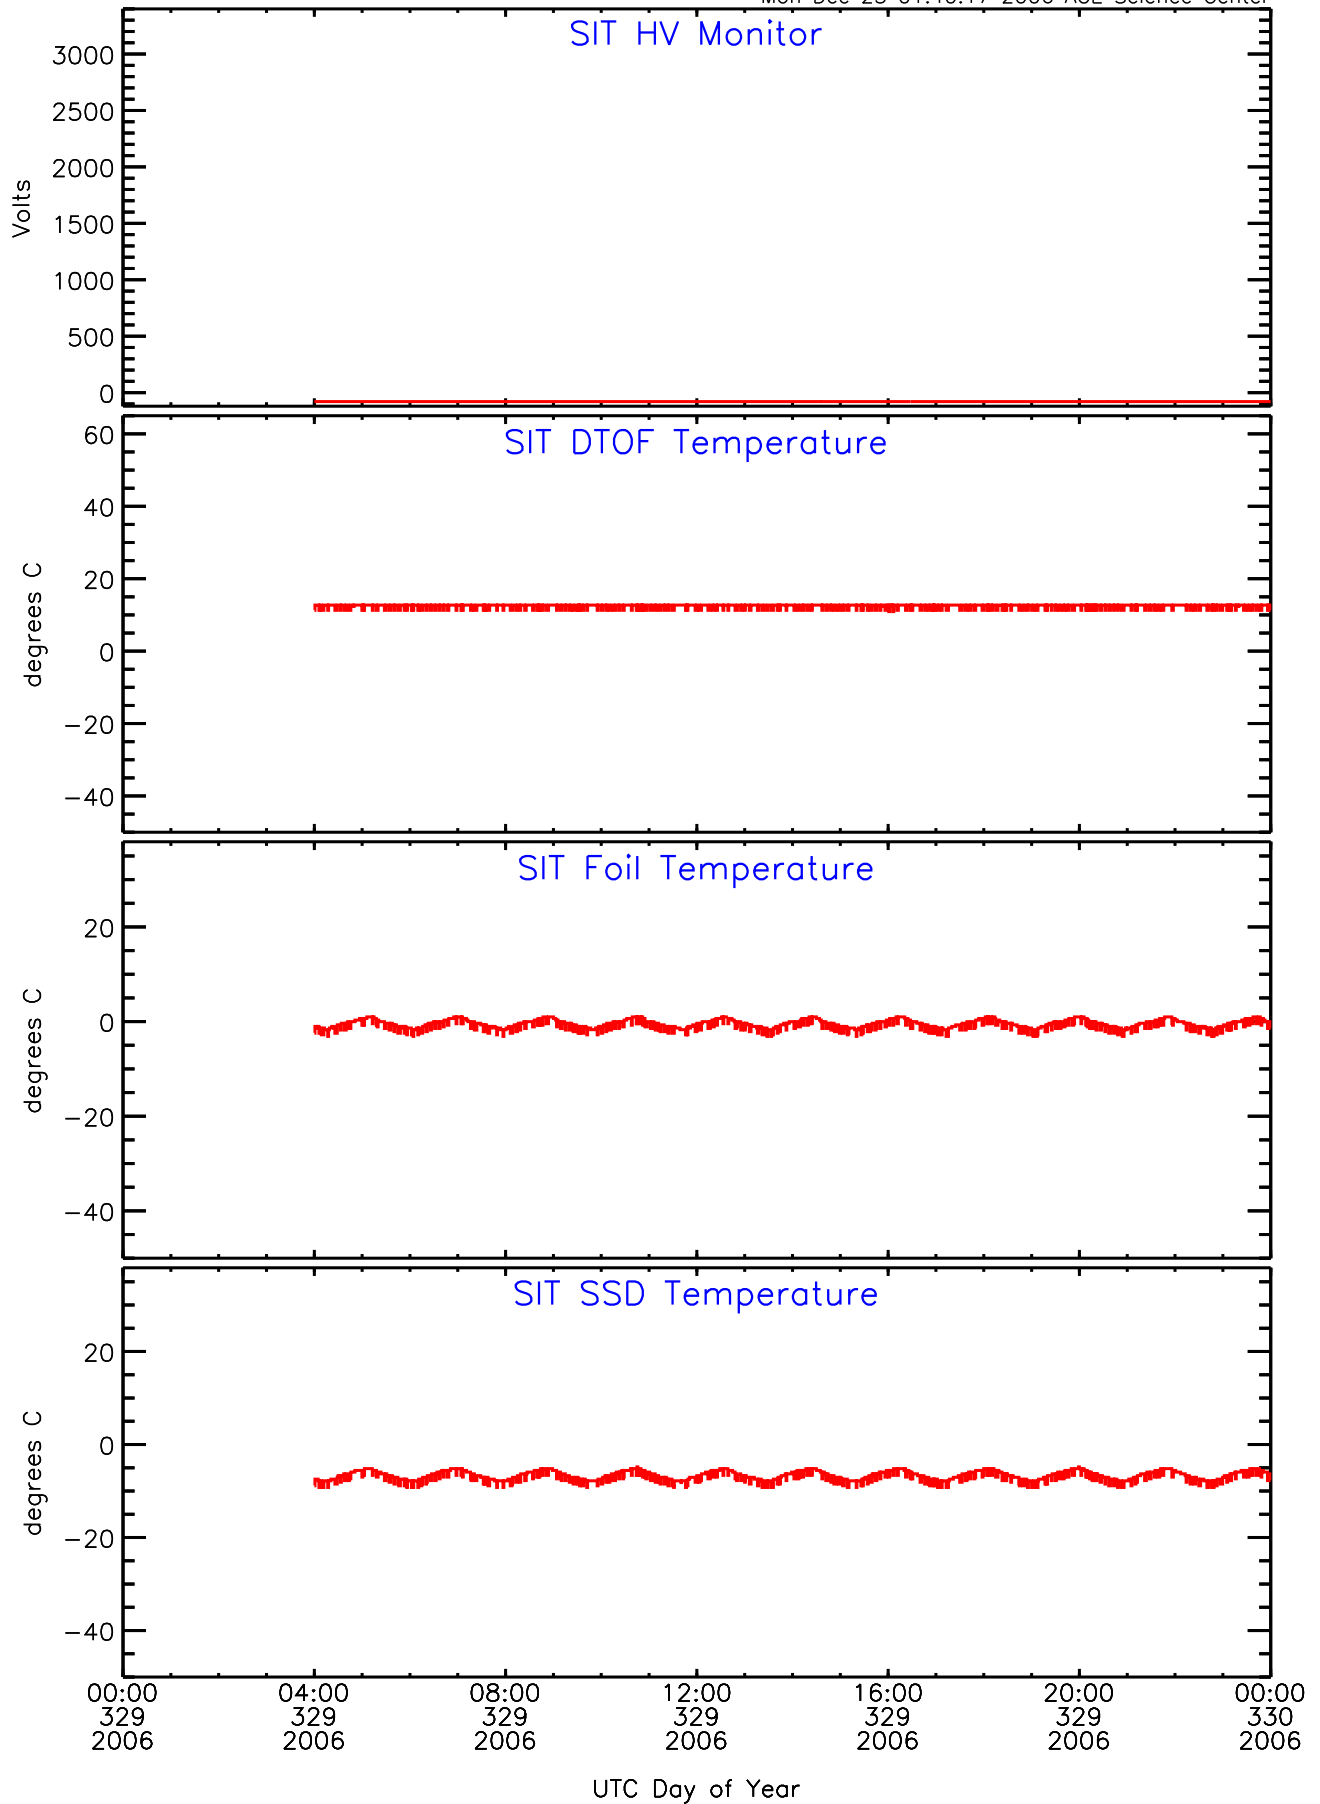 SIT HV Monitor
3000
2500
2000
1500
1000
500
0
Volts
SIT DTOF Temperature
60
40
20
0
−20
−40
degrees C
SIT Foil Temperature
20
0
−20
−40
degrees C
SIT SSD Temperature
20
0
−20
−40
degrees C
00:00 04:00 08:00 12:00 16:00 20:00 00:00
329 329 329 329 329 329 330
2006 2006 2006 2006 2006 2006 2006
UTC Day of Year